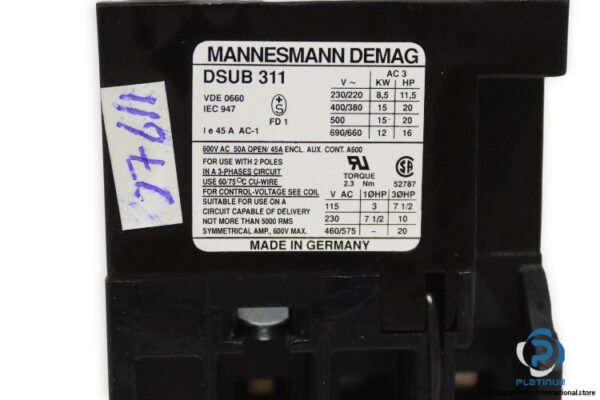 MANNESMANN DEMAG
DSUB 311
VDE 0660
IEC 947
+
S
FD 1
I e 45 A AC-1
AC 3
V ~ KW HP
230/220 8,5 11,5
400/380 15 20
500 15 20
690/660 12 16
600V AC 50A OPEN/ 45A ENCL. AUX. CONT. A600
FOR USE WITH 2 POLES
IN A 3-PHASES CIRCUIT
USE 60/75°C CU-WIRE
FOR CONTROL-VOLTAGE SEE COIL
SUITABLE FOR USE ON A
CIRCUIT CAPABLE OF DELIVERY
NOT MORE THAN 5000 RMS
SYMMETRICAL AMP., 600V MAX.
TORQUE
2.3 Nm
52787
V AC 1ØHP 3ØHP
115 3 7 1/2
230 7 1/2 10
460/575 – 20
MADE IN GERMANY
PLATINUM